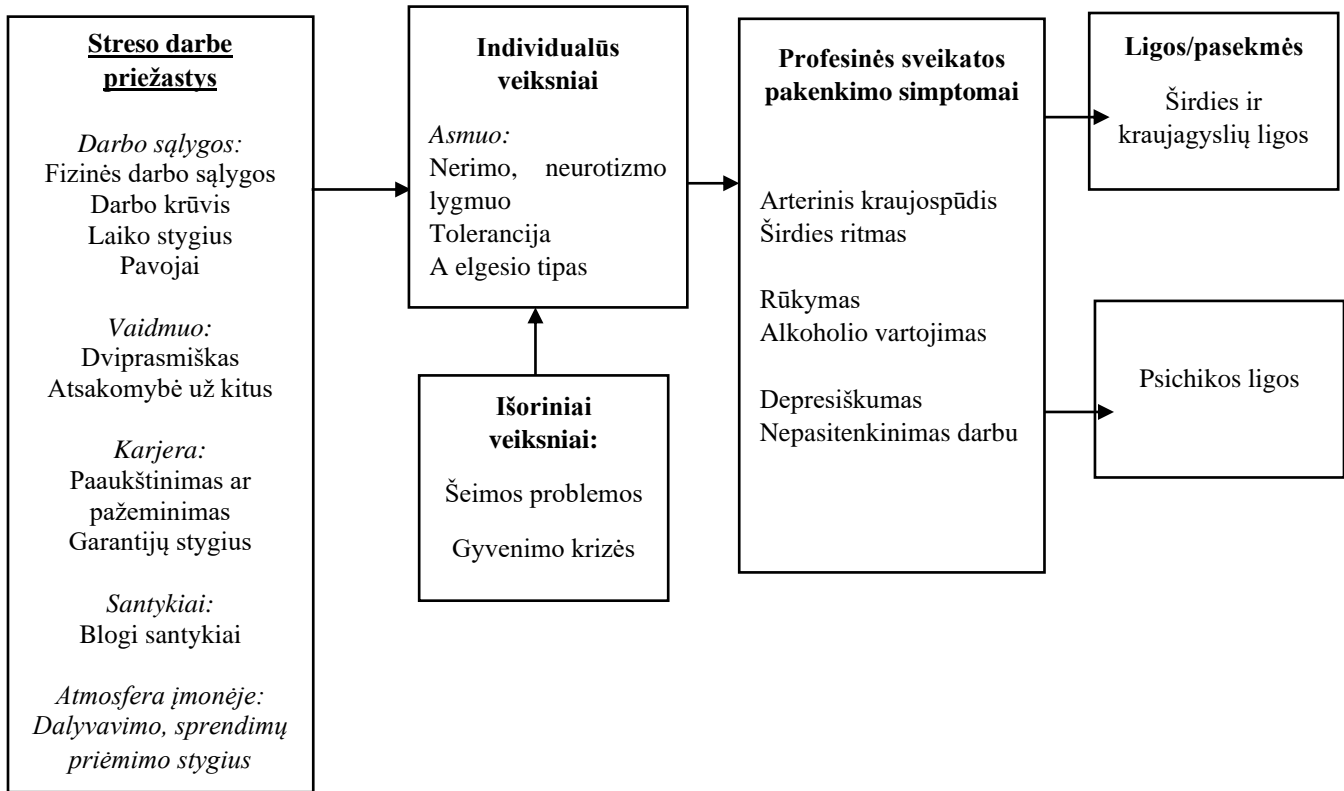 Streso darbe
priežastys
Darbo sąlygos:
Fizinės darbo sąlygos
Darbo krūvis
Laiko stygius
Pavojai
Vaidmuo:
Dviprasmiškas
Atsakomybė už kitus
Karjera:
Paaukštinimas ar
pažeminimas
Garantijų stygius
Santykiai:
Blogi santykiai
Atmosfera įmonėje:
Dalyvavimo, sprendimų
priėmimo stygius
Individualūs
veiksniai
Asmuo:
Nerimo, neurotizmo
lygmuo
Tolerancija
A elgesio tipas
Išoriniai
veiksniai:
Šeimos problemos
Gyvenimo krizės
Profesinės sveikatos
pakenkimo simptomai
Arterinis kraujospūdis
Širdies ritmas
Rūkymas
Alkoholio vartojimas
Depresiškumas
Nepasitenkinimas darbu
Ligos/pasekmės
Širdies ir
kraujagyslių ligos
Psichikos ligos